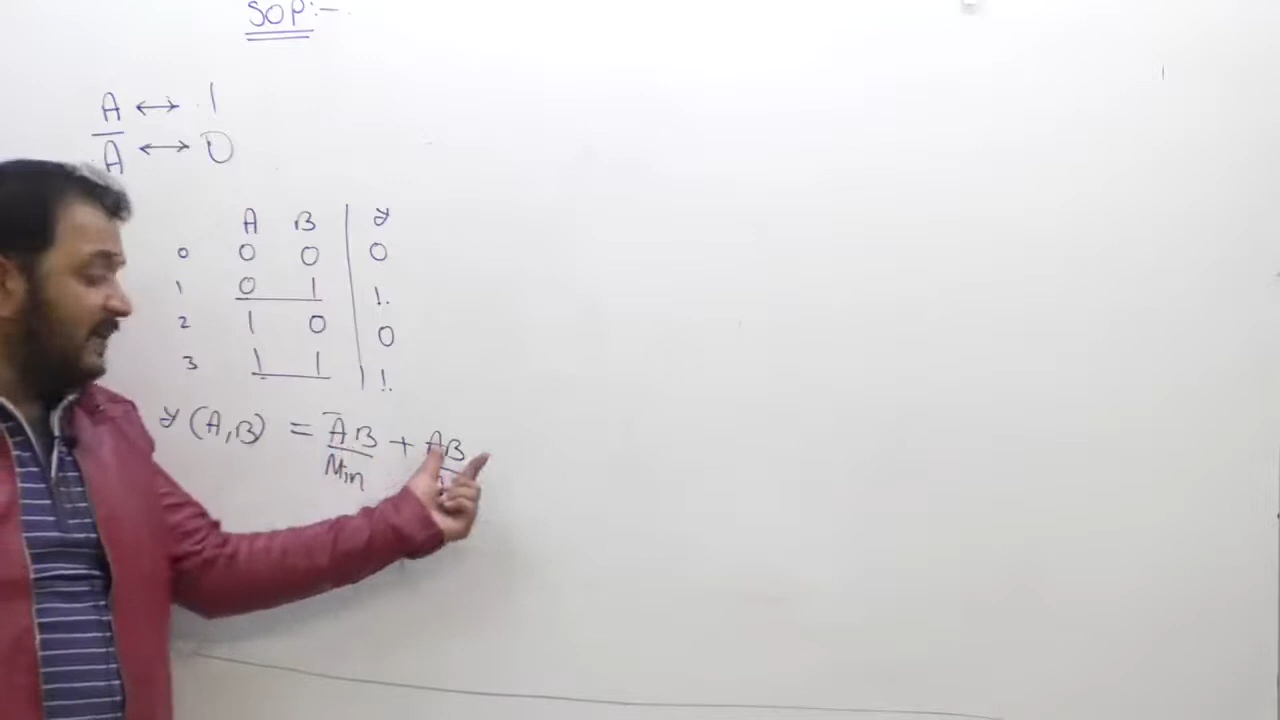 SOP:-
A ↔ 1
A̅ ↔ 0
A B y
0 0 0 0
1 0 1 1.
2 1 0 0
3 1 1 1.
y (A,B) = A̅B + AB
Min